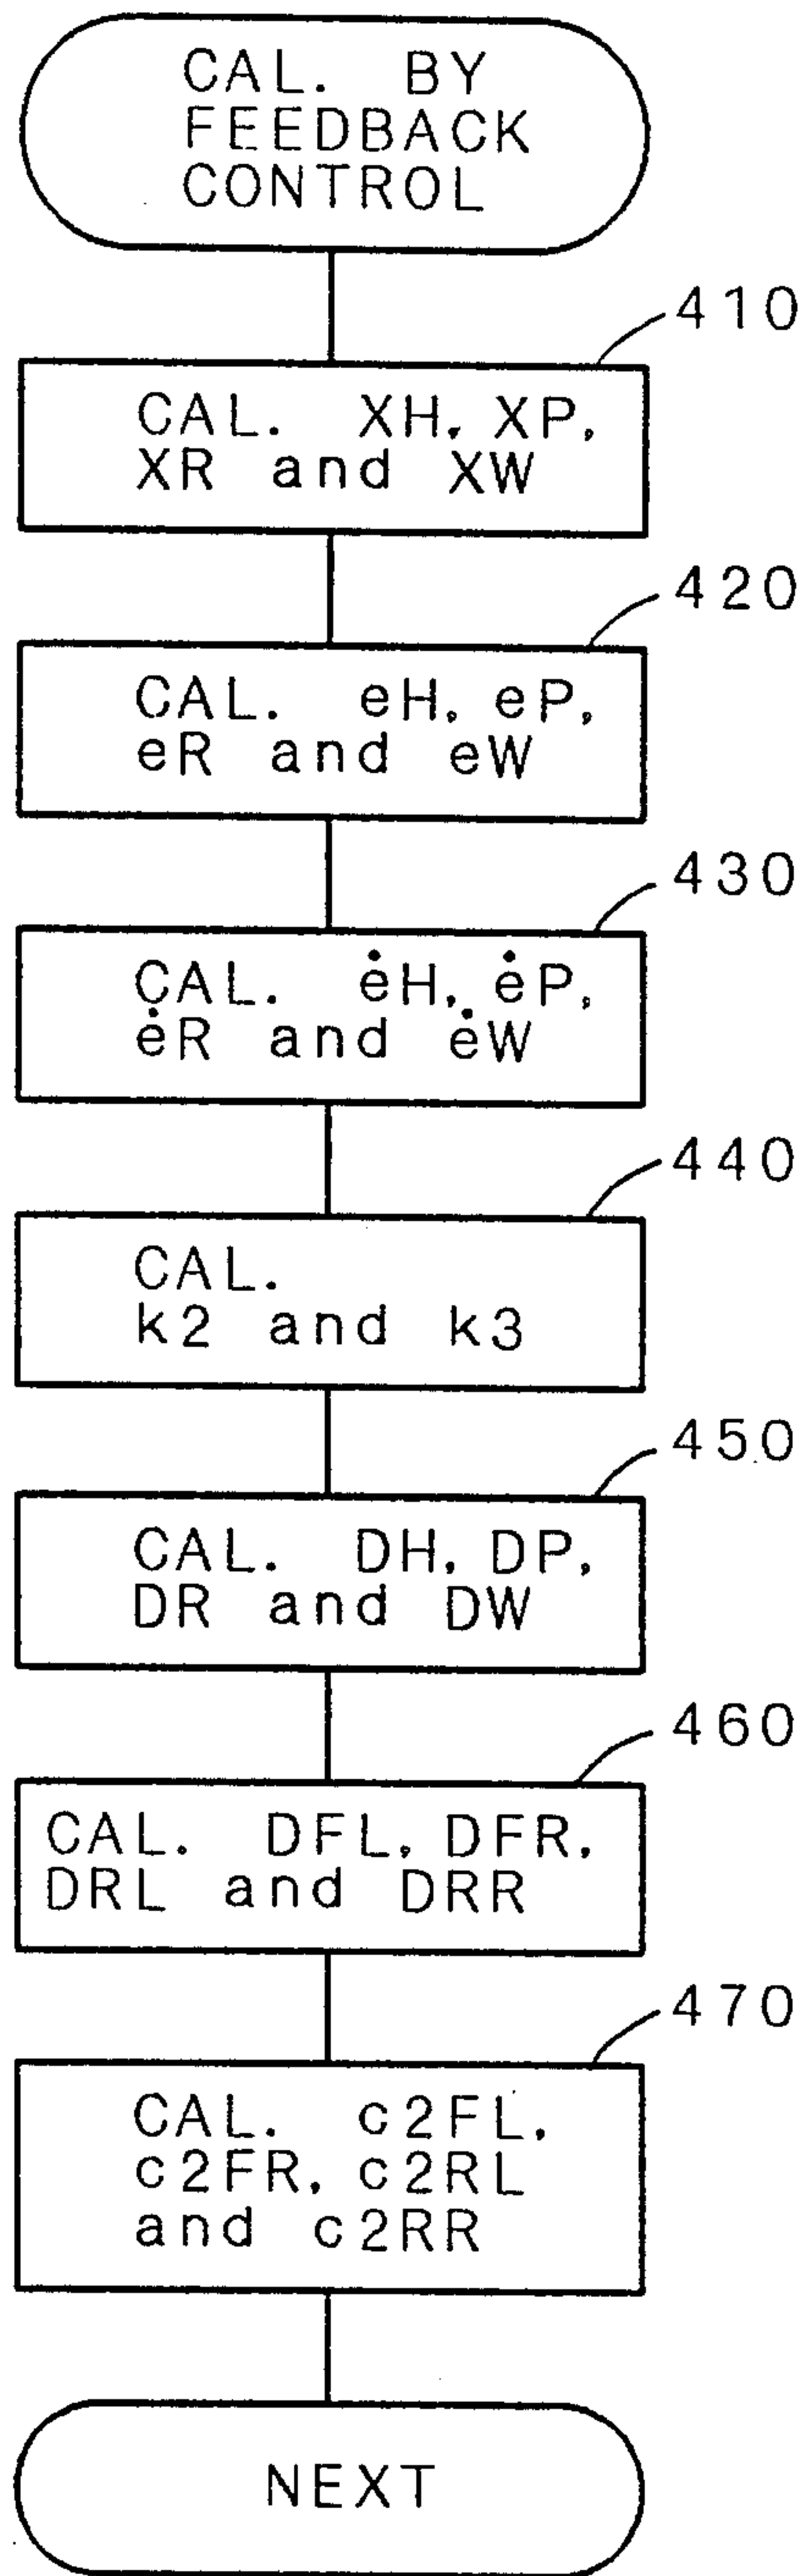 CAL. BY
FEEDBACK
CONTROL
410
CAL. XH, XP,
XR and XW
420
CAL. eH, eP,
eR and eW
430
CAL. ėH, ėP,
ėR and ėW
440
CAL.
k2 and k3
450
CAL. DH, DP,
DR and DW
460
CAL. DFL, DFR,
DRL and DRR
470
CAL. c2FL,
c2FR, c2RL
and c2RR
NEXT